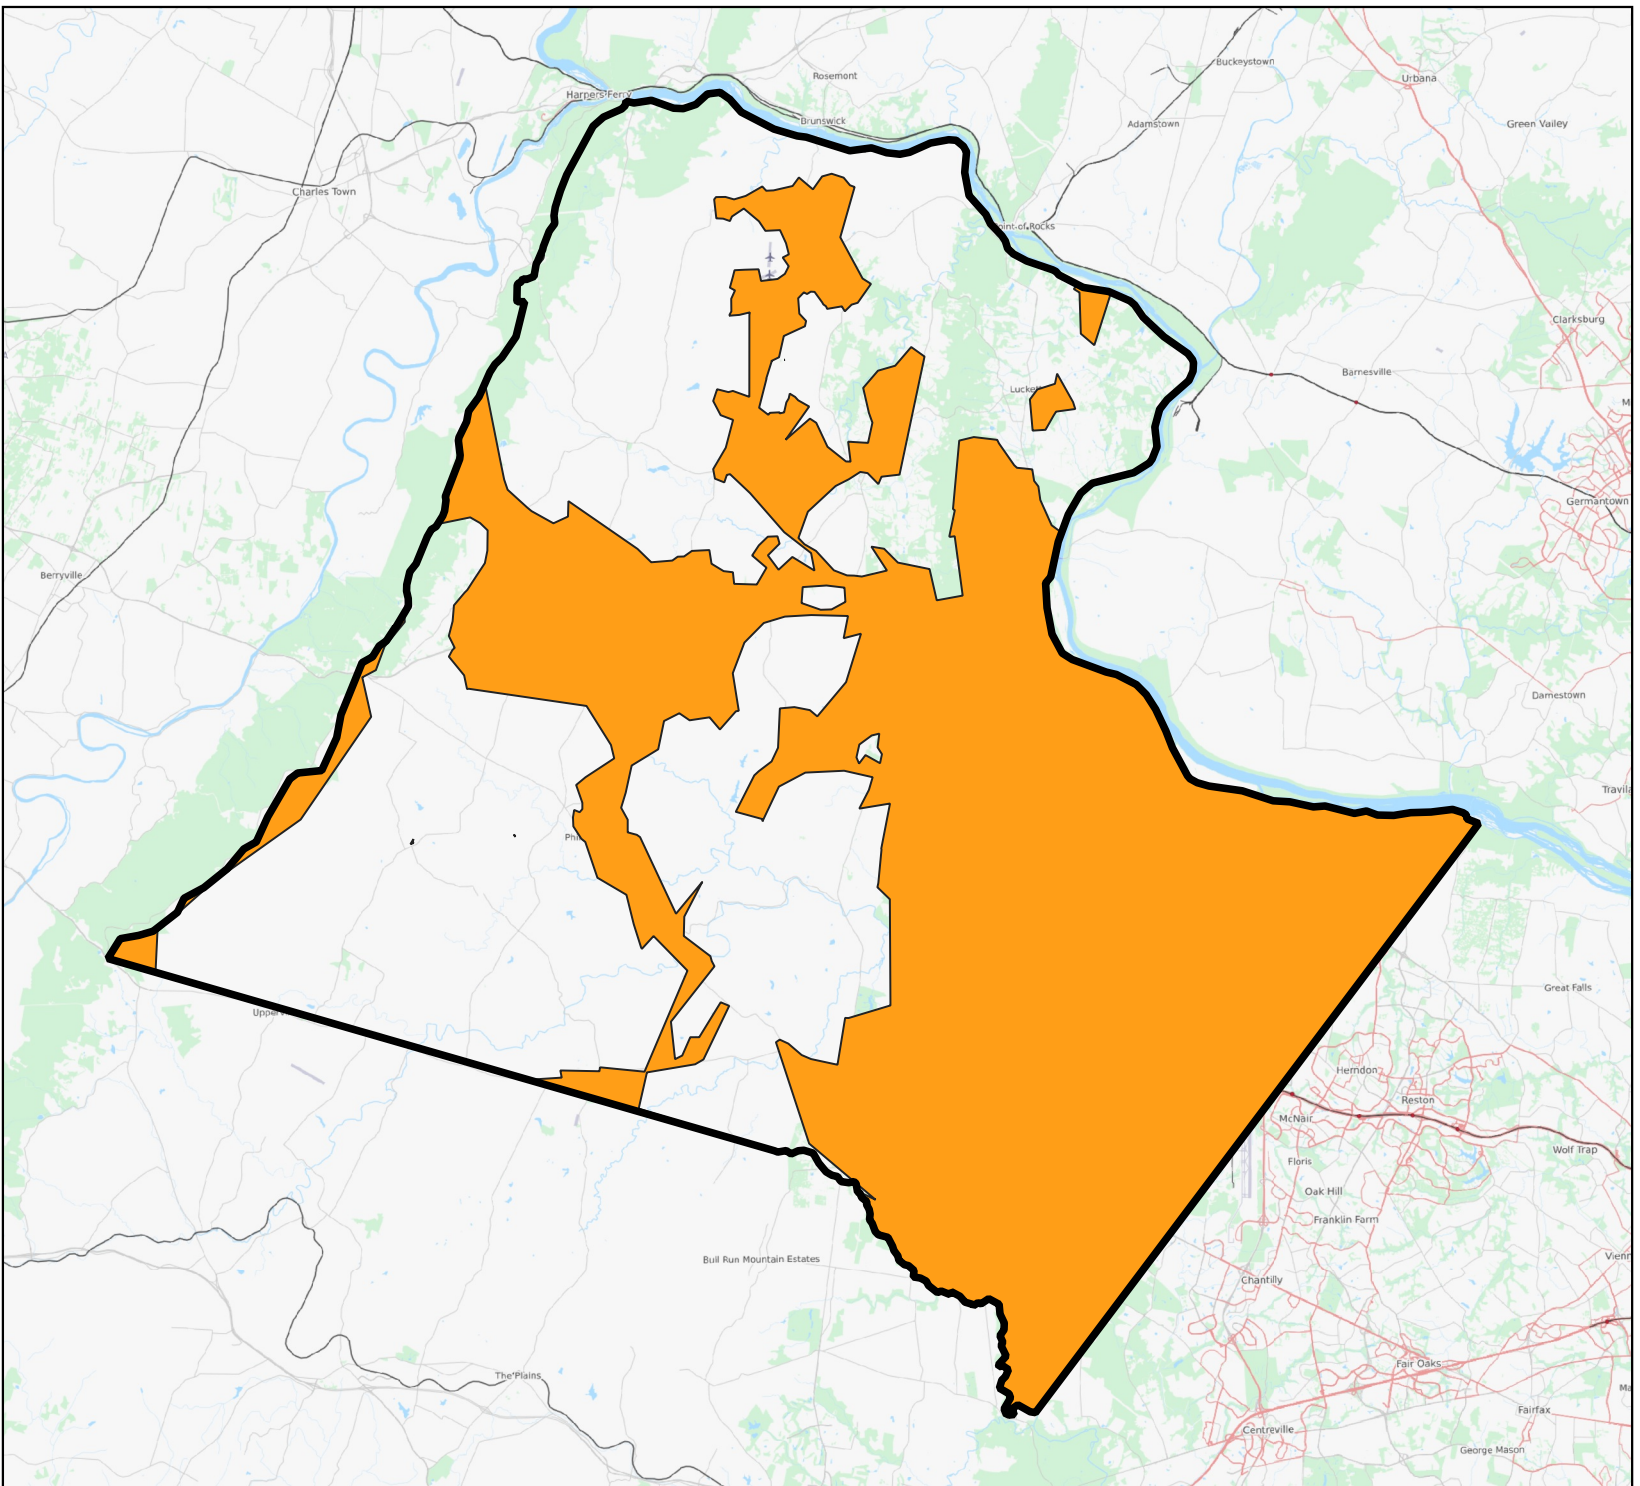 Rosemont
Buckeystown
Urbana
Harpers Ferry
Brunswick
Adamstown
Green Valley
Charles Town
Point-of-Rocks
Clarksburg
Barnesville
Germantown
Berryville
Darnestown
Great Falls
Herndon
Reston
McNair
Wolf Trap
Floris
Oak Hill
Franklin Farm
Bull Run Mountain Estates
Chantilly
Fair Oaks
The Plains
Fairfax
Centreville
George Mason